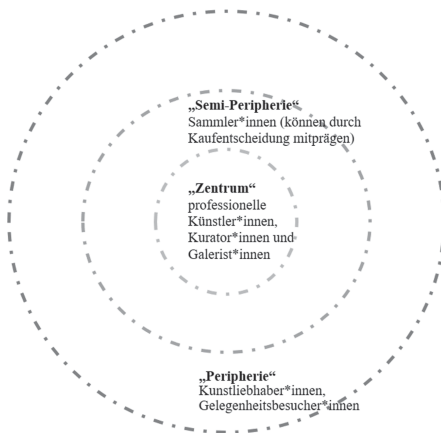 „Semi-Peripherie“
Sammler*innen (können durch
Kaufentscheidung mitprägen)
„Zentrum“
professionelle
Künstler*innen,
Kurator*innen und
Galerist*innen
„Peripherie“
Kunstliebhaber*innen,
Gelegenheitsbesucher*innen